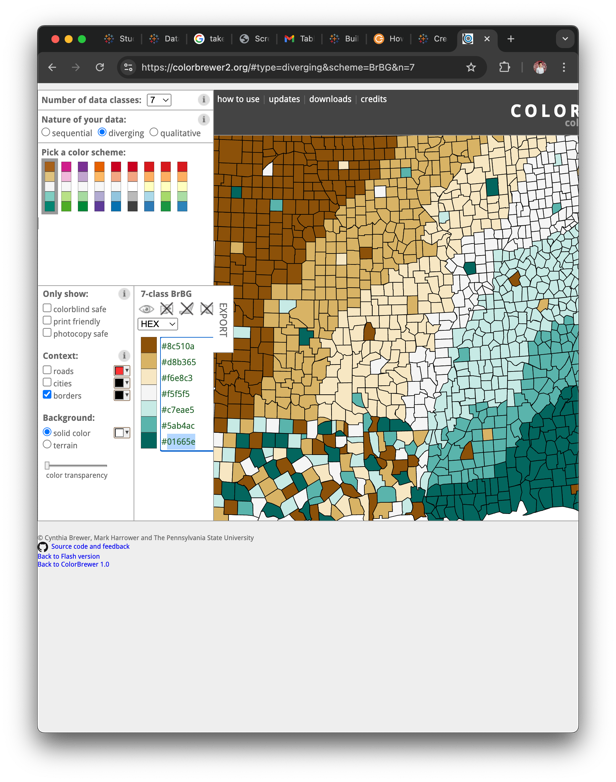 Stu
Dat
take
Scr
Tab
Bui
Ho
Cre
https://colorbrewer2.org/#type=diverging&scheme=BrBG&n=7
Number of data classes: 7
how to use | updates | downloads | credits
COLOR
col
Nature of your data:
sequential diverging qualitative
Pick a color scheme:
Only show:
colorblind safe
print friendly
photocopy safe
Context:
roads
cities
borders
Background:
solid color
terrain
color transparency
7-class BrBG
EXPORT
HEX
#8c510a
#d8b365
#f6e8c3
#f5f5f5
#c7eae5
#5ab4ac
#01665e
© Cynthia Brewer, Mark Harrower and The Pennsylvania State University
Source code and feedback
Back to Flash version
Back to ColorBrewer 1.0